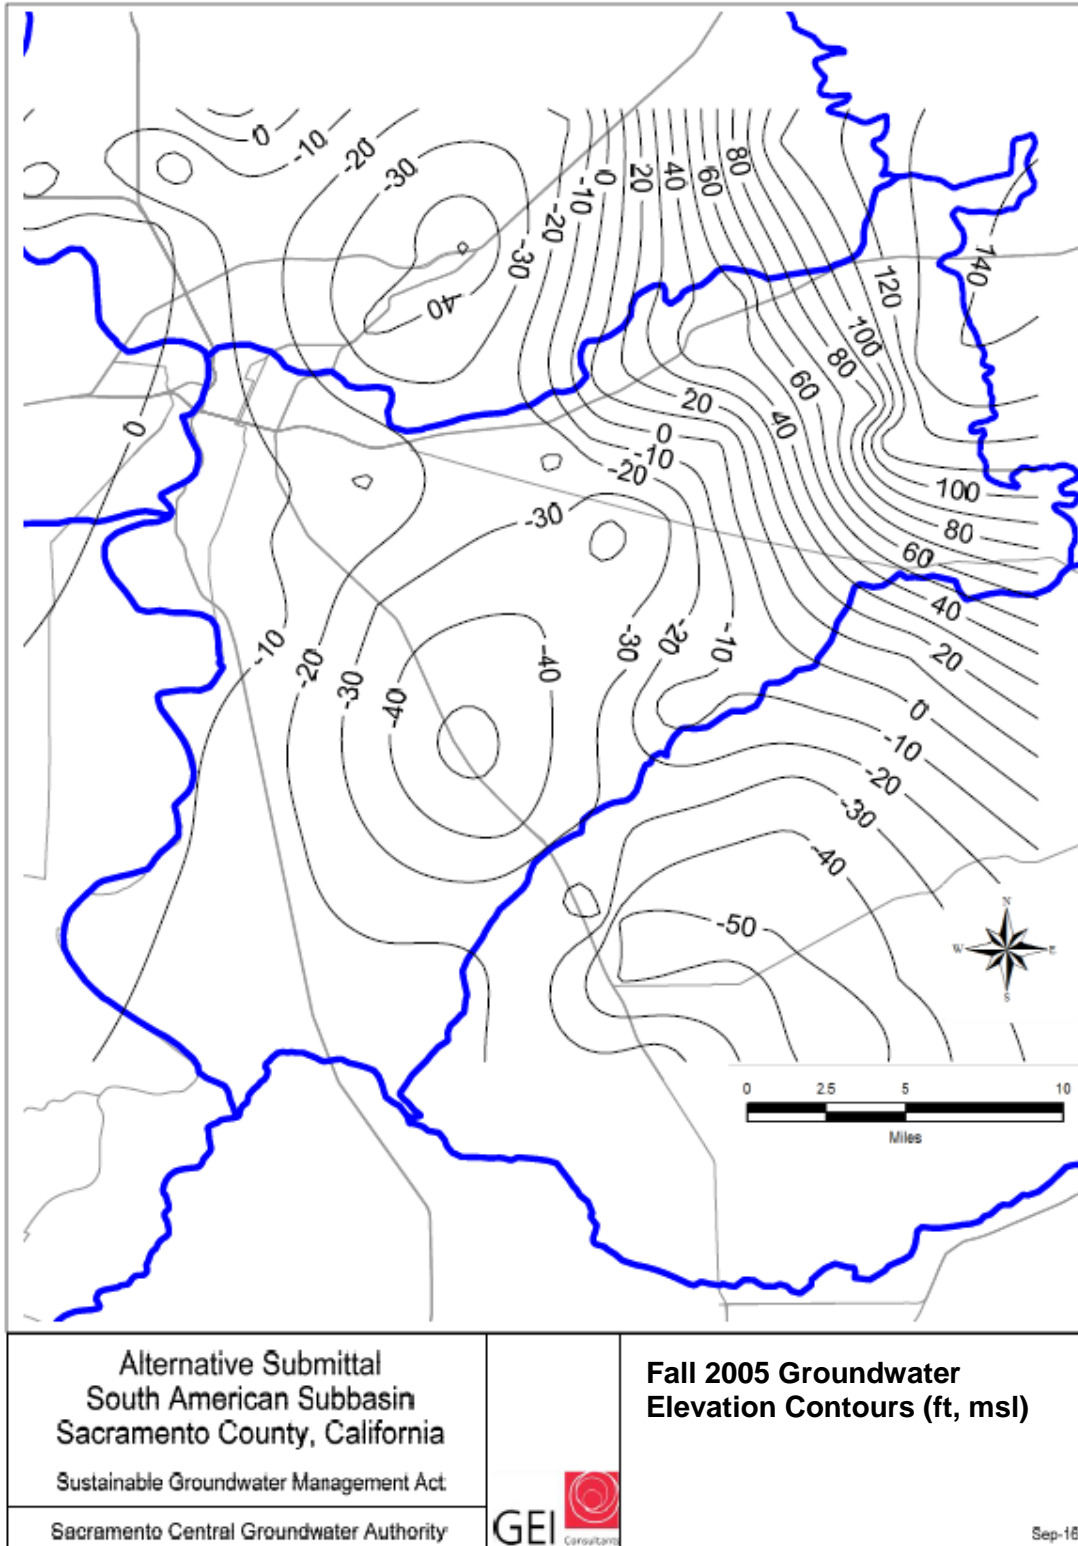 0
-10
-20
-30
-10
0
20
40
60
80
-20
-30
40
120
140
100
80
60
40
20
0
-10
-20
0
-30
100
80
60
40
20
0
-10
-20
-30
-40
-50
-10
-20
-30
-40
-40
-30
-20
-10
N
W
E
S
0 2.5 5 10
Miles
Alternative Submittal
South American Subbasin
Sacramento County, California
Sustainable Groundwater Management Act
Sacramento Central Groundwater Authority
GEI
Consultants
Fall 2005 Groundwater
Elevation Contours (ft, msl)
Sep-16